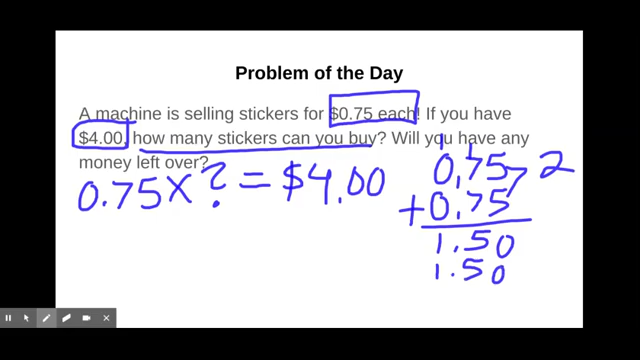 Problem of the Day
A machine is selling stickers for $0.75 each! If you have
$4.00, how many stickers can you buy? Will you have any
money left over?
0.75 x ? = $4.00
1 1
0.75 > 2
+ 0.75
1.50
1.50